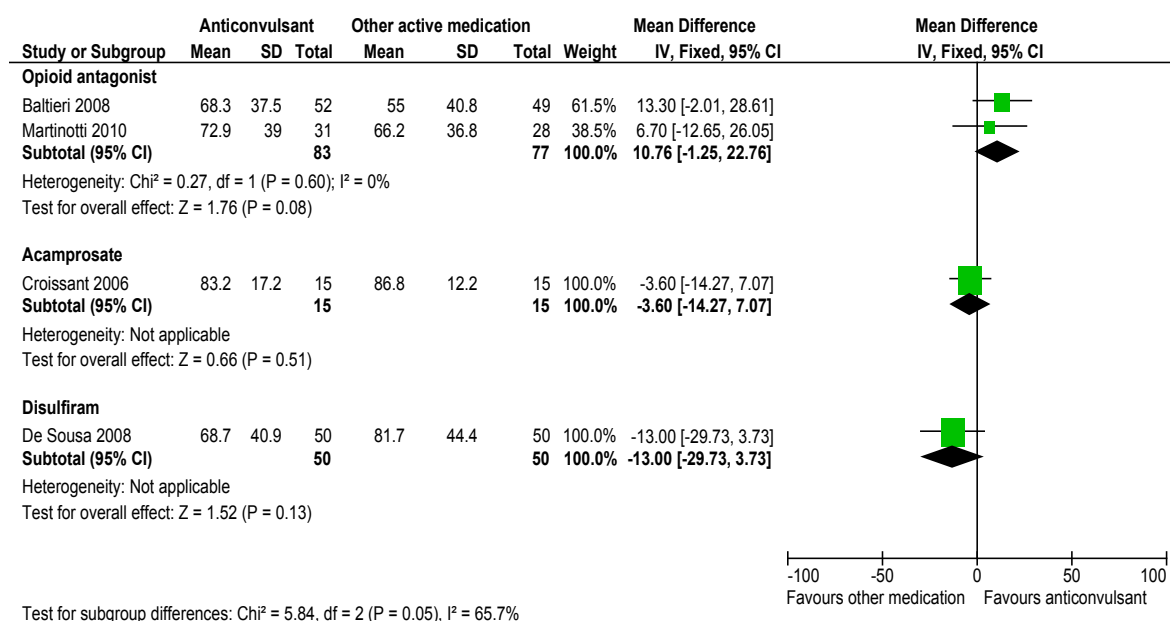 Anticonvulsant Other active medication Mean Difference Mean Difference
Study or Subgroup Mean SD Total Mean SD Total Weight IV, Fixed, 95% CI IV, Fixed, 95% CI
Opioid antagonist
Baltieri 2008 68.3 37.5 52 55 40.8 49 61.5% 13.30 [-2.01, 28.61]
Martinotti 2010 72.9 39 31 66.2 36.8 28 38.5% 6.70 [-12.65, 26.05]
Subtotal (95% CI) 83 77 100.0% 10.76 [-1.25, 22.76]
Heterogeneity: Chi² = 0.27, df = 1 (P = 0.60); I² = 0%
Test for overall effect: Z = 1.76 (P = 0.08)
Acamprosate
Croissant 2006 83.2 17.2 15 86.8 12.2 15 100.0% -3.60 [-14.27, 7.07]
Subtotal (95% CI) 15 15 100.0% -3.60 [-14.27, 7.07]
Heterogeneity: Not applicable
Test for overall effect: Z = 0.66 (P = 0.51)
Disulfiram
De Sousa 2008 68.7 40.9 50 81.7 44.4 50 100.0% -13.00 [-29.73, 3.73]
Subtotal (95% CI) 50 50 100.0% -13.00 [-29.73, 3.73]
Heterogeneity: Not applicable
Test for overall effect: Z = 1.52 (P = 0.13)
-100 -50 0 50 100
Favours other medication Favours anticonvulsant
Test for subgroup differences: Chi² = 5.84, df = 2 (P = 0.05), I² = 65.7%